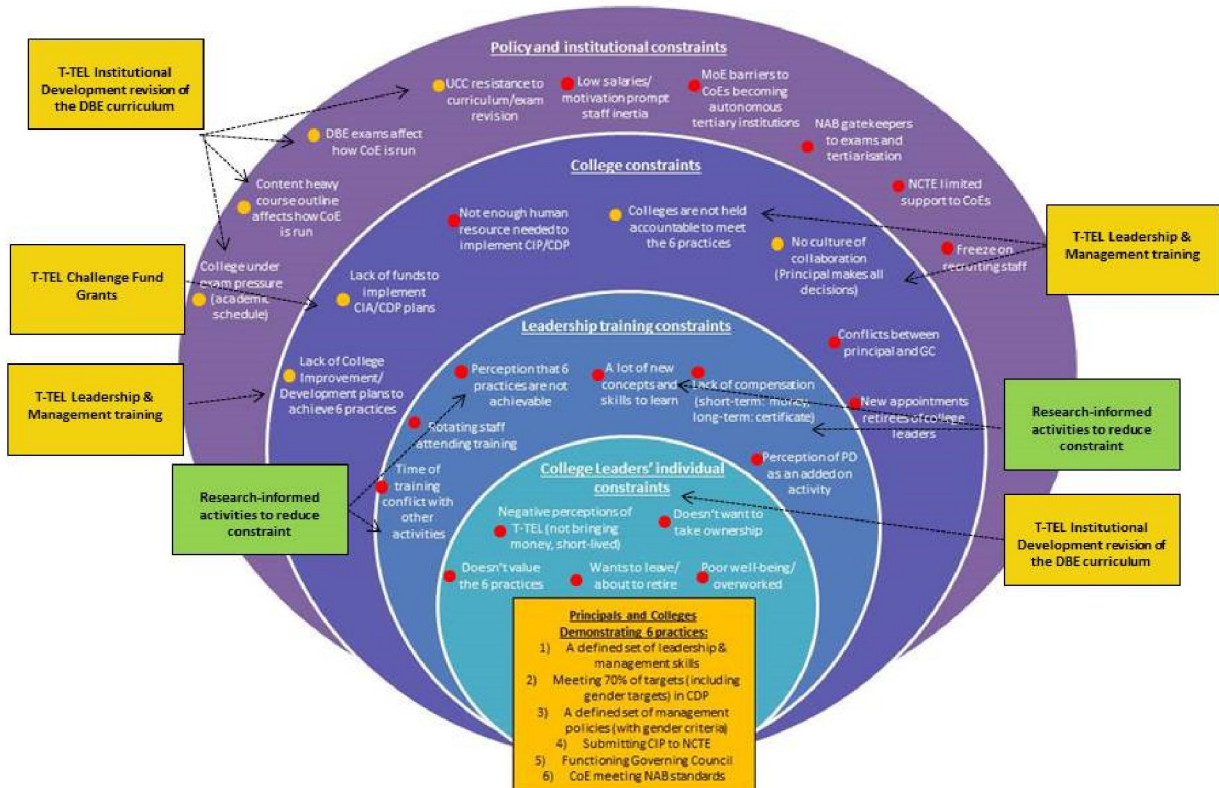 Policy and institutional constraints
T-TEL Institutional
Development revision of
the DBE curriculum
UCC resistance to
curriculum/exam
revision
Low salaries/
motivation prompt
staff inertia
MoE barriers to
CoEs becoming
autonomous
tertiary institutions
DBE exams affect
how CoE is run
NAB gatekeepers
to exams and
tertiarisation
Content heavy
course outline
affects how CoE
is run
NCTE limited
support to CoEs
College under
exam pressure
(academic
schedule)
Freeze on
recruiting staff
College constraints
Not enough human
resource needed to
implement CIP/CDP
Colleges are not held
accountable to meet
the 6 practices
No culture of
collaboration
(Principal makes all
decisions)
T-TEL Leadership &
Management training
T-TEL Challenge Fund
Grants
Lack of funds to
implement
CIA/CDP plans
Conflicts between
principal and GC
Lack of College
Improvement/
Development plans to
achieve 6 practices
T-TEL Leadership &
Management training
New appointments
retirees of college
leaders
Leadership training constraints
Perception that 6
practices are not
achievable
A lot of new
concepts and
skills to learn
Lack of compensation
(short-term: money,
long-term: certificate)
Rotating staff
attending training
Research-informed
activities to reduce
constraint
Time of
training
conflict with
other
activities
Perception of PD
as an added on
activity
Research-informed
activities to reduce
constraint
College Leaders' individual
constraints
Negative perceptions of
T-TEL (not bringing
money, short-lived)
Doesn't want to
take ownership
Doesn't value
the 6 practices
Wants to leave/
about to retire
Poor well-being/
overworked
T-TEL Institutional
Development revision of
the DBE curriculum
Principals and Colleges
Demonstrating 6 practices:
1) A defined set of leadership &
management skills
2) Meeting 70% of targets (including
gender targets) in CDP
3) A defined set of management
policies (with gender criteria)
4) Submitting CIP to NCTE
5) Functioning Governing Council
6) CoE meeting NAB standards